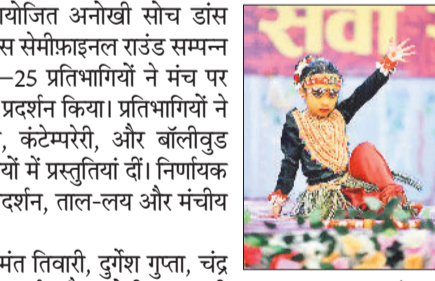 योजित अनोखी सोच डांस
स सेमीफ़ाइनल राउंड सम्पन्न
–25 प्रतिभागियों ने मंच पर
प्रदर्शन किया। प्रतिभागियों ने
, कंटेम्परेरी, और बॉलीवुड
यों में प्रस्तुतियां दीं। निर्णायक
दर्शन, ताल-लय और मंचीय
मंत तिवारी, दुर्गेश गुप्ता, चंद्र
सेवा